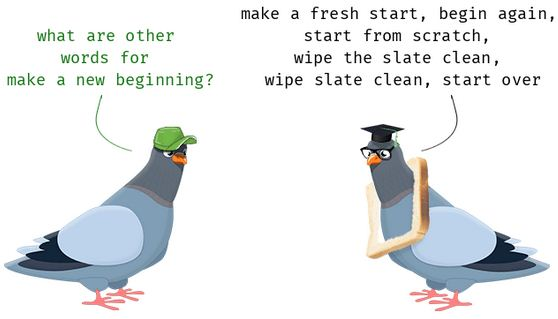 what are other
words for
make a new beginning?
make a fresh start, begin again,
start from scratch,
wipe the slate clean,
wipe slate clean, start over